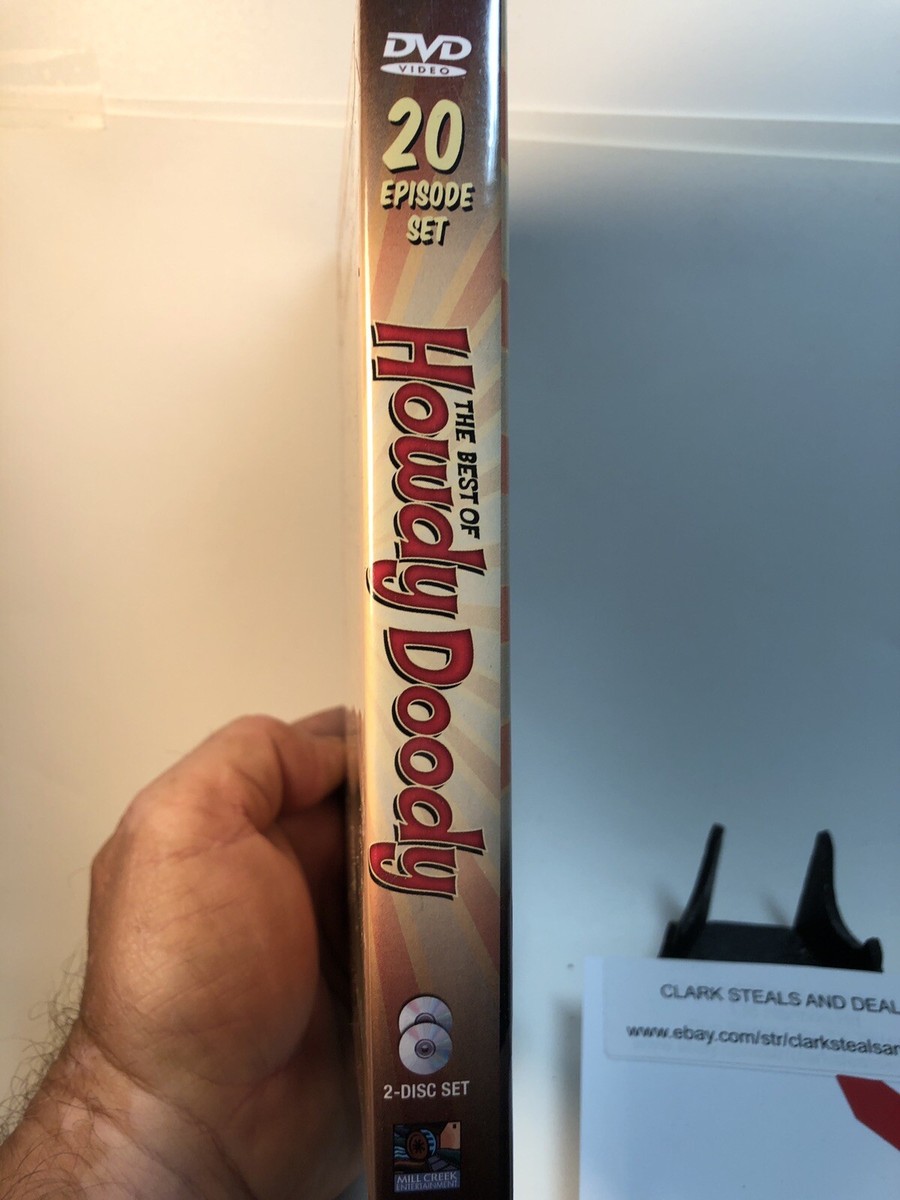 DVD
VIDEO
20
EPISODE
SET
THE BEST OF
Howdy Doody
2-DISC SET
MILL CREEK
ENTERTAINMENT
CLARK STEALS AND DEAL
www.ebay.com/str/clarkstealsan